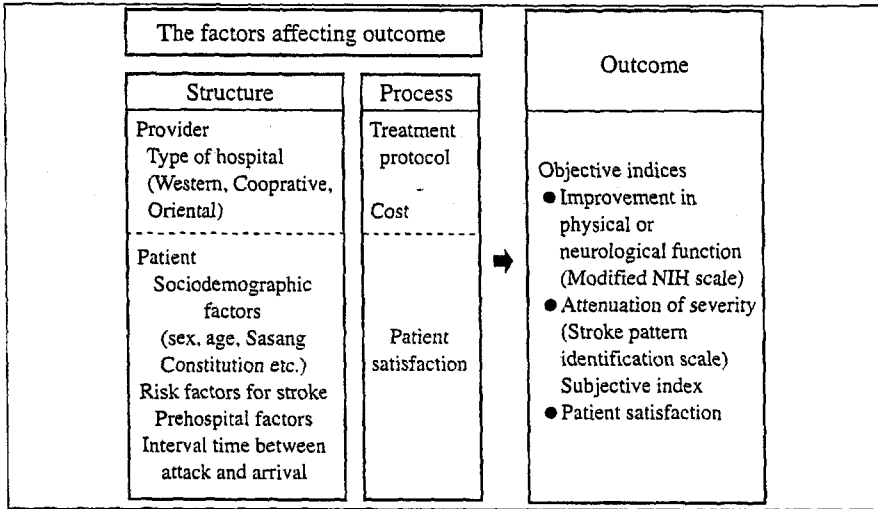 The factors affecting outcome
Structure
Provider
Type of hospital
(Western, Cooprative,
Oriental)
Patient
Sociodemographic
factors
(sex, age, Sasang
Constitution etc.)
Risk factors for stroke
Prehospital factors
Interval time between
attack and arrival
Process
Treatment
protocol
-
Cost
Patient
satisfaction
Outcome
Objective indices
● Improvement in
physical or
neurological function
(Modified NIH scale)
● Attenuation of severity
(Stroke pattern
identification scale)
Subjective index
● Patient satisfaction